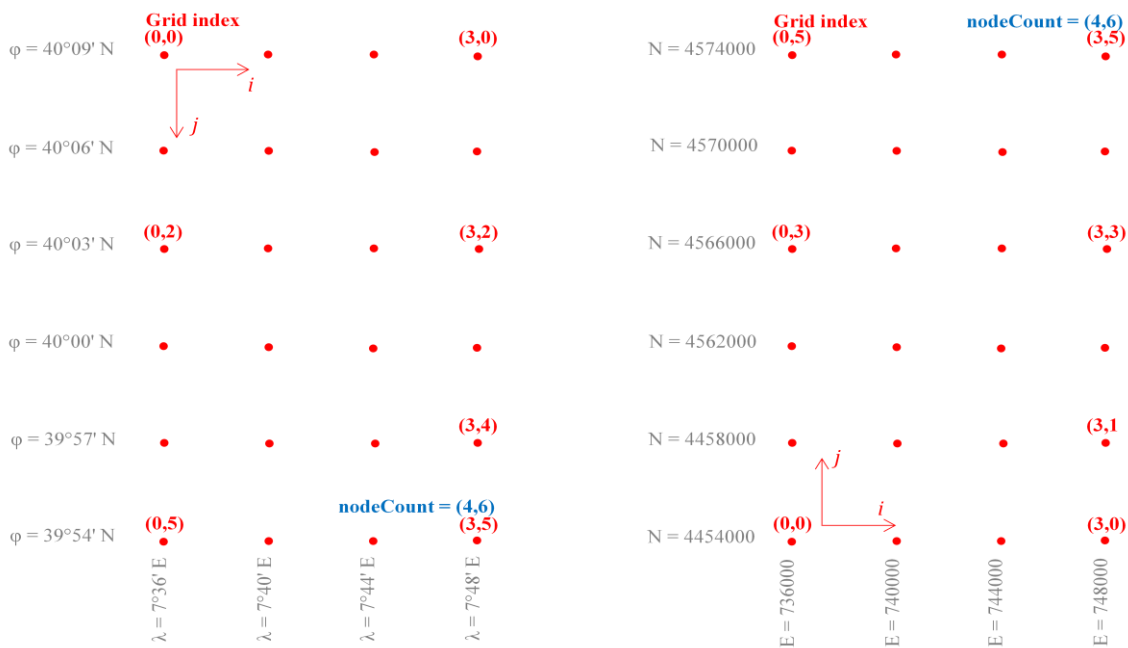 Grid index
φ = 40°09' N
(0,0)
(3,0)
i
j
φ = 40°06' N
φ = 40°03' N
(0,2)
(3,2)
φ = 40°00' N
φ = 39°57' N
(3,4)
nodeCount = (4,6)
φ = 39°54' N
(0,5)
(3,5)
λ = 7°36' E
λ = 7°40' E
λ = 7°44' E
λ = 7°48' E
Grid index
nodeCount = (4,6)
N = 4574000
(0,5)
(3,5)
N = 4570000
N = 4566000
(0,3)
(3,3)
N = 4562000
N = 4458000
(3,1
j
i
N = 4454000
(0,0)
(3,0)
E = 736000
E = 740000
E = 744000
E = 748000